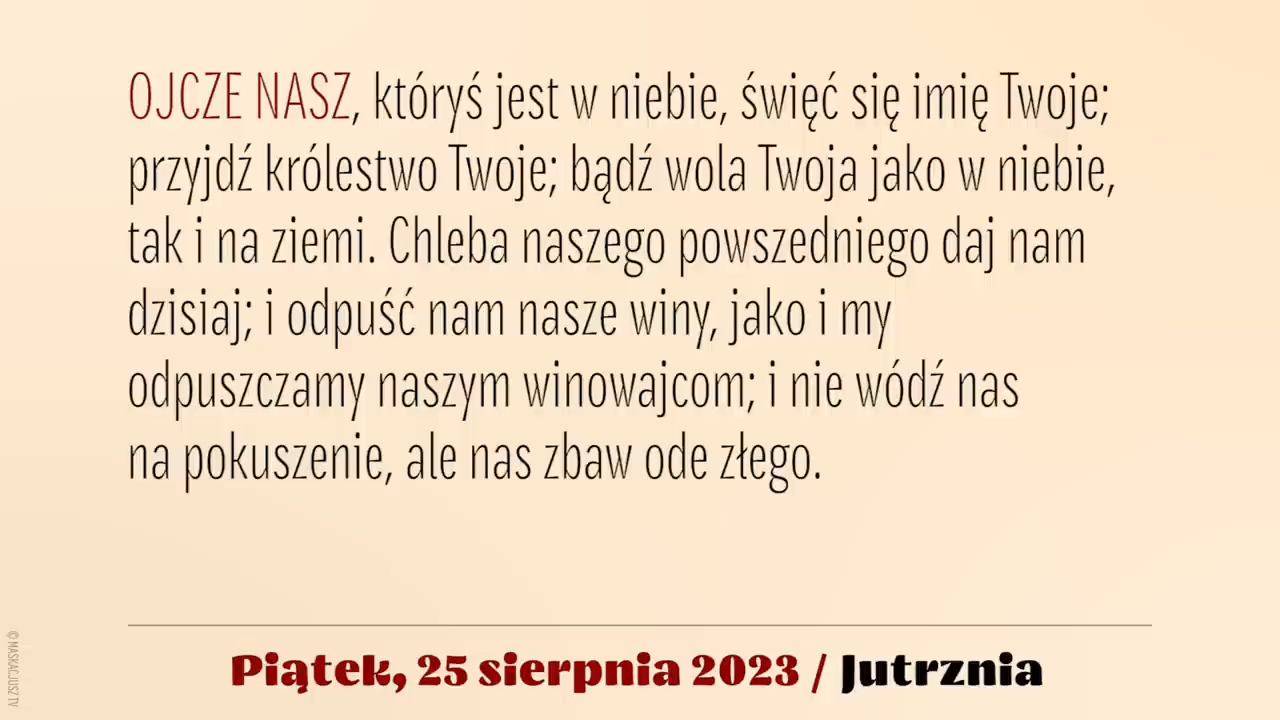 OJCZE NASZ, któryś jest w niebie, święć się imię Twoje;
przyjdź królestwo Twoje; bądź wola Twoja jako w niebie,
tak i na ziemi. Chleba naszego powszedniego daj nam
dzisiaj; i odpuść nam nasze winy, jako i my
odpuszczamy naszym winowajcom; i nie wódź nas
na pokuszenie, ale nas zbaw ode złego.
Piątek, 25 sierpnia 2023 / Jutrznia
© MASKACJUSZ TV